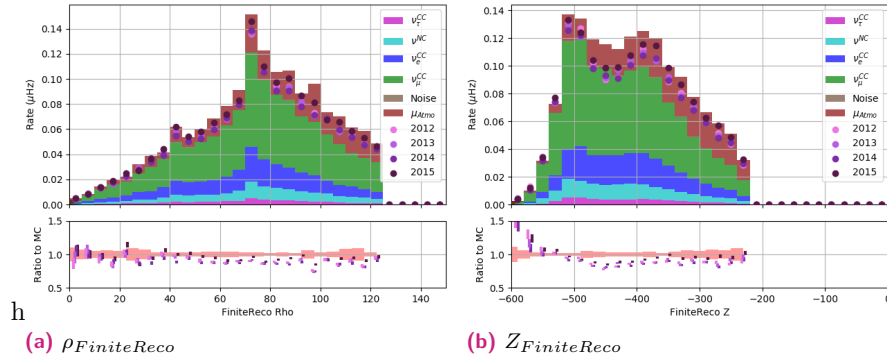 ν_τ^CC
ν^NC
ν_e^CC
ν_μ^CC
Noise
μ_Atmo
2012
2013
2014
2015
Rate (μHz)
0.14
0.12
0.10
0.08
0.06
0.04
0.02
0.00
Ratio to MC
1.5
1.0
0.5
0 20 40 60 80 100 120 140
FiniteReco Rho
ν_τ^CC
ν^NC
ν_e^CC
ν_μ^CC
Noise
μ_Atmo
2012
2013
2014
2015
Rate (μHz)
0.14
0.12
0.10
0.08
0.06
0.04
0.02
0.00
Ratio to MC
1.5
1.0
0.5
−600 −500 −400 −300 −200 −100 0
FiniteReco Z
h
(a) ρ_FiniteReco
(b) Z_FiniteReco